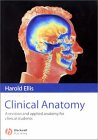 Harold Ellis
Clinical Anatomy
A revision and applied anatomy for
clinical students
Blackwell
Publishing